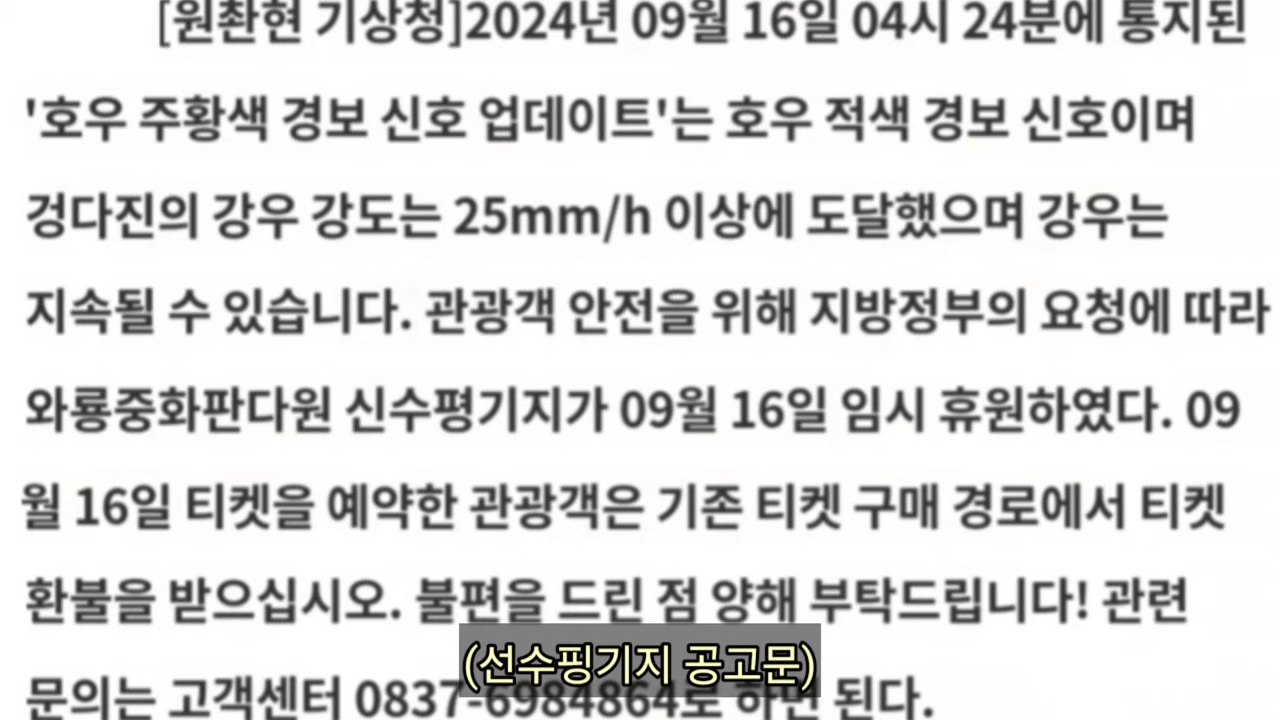 [원촨현 기상청]2024년 09월 16일 04시 24분에 통지된
'호우 주황색 경보 신호 업데이트'는 호우 적색 경보 신호이며
겅다진의 강우 강도는 25mm/h 이상에 도달했으며 강우는
지속될 수 있습니다. 관광객 안전을 위해 지방정부의 요청에 따라
와룡중화판다원 신수평기지가 09월 16일 임시 휴원하였다. 09
월 16일 티켓을 예약한 관광객은 기존 티켓 구매 경로에서 티켓
환불을 받으십시오. 불편을 드린 점 양해 부탁드립니다! 관련
문의는 고객센터 0837-6984864로 하면 된다.
(선수핑기지 공고문)